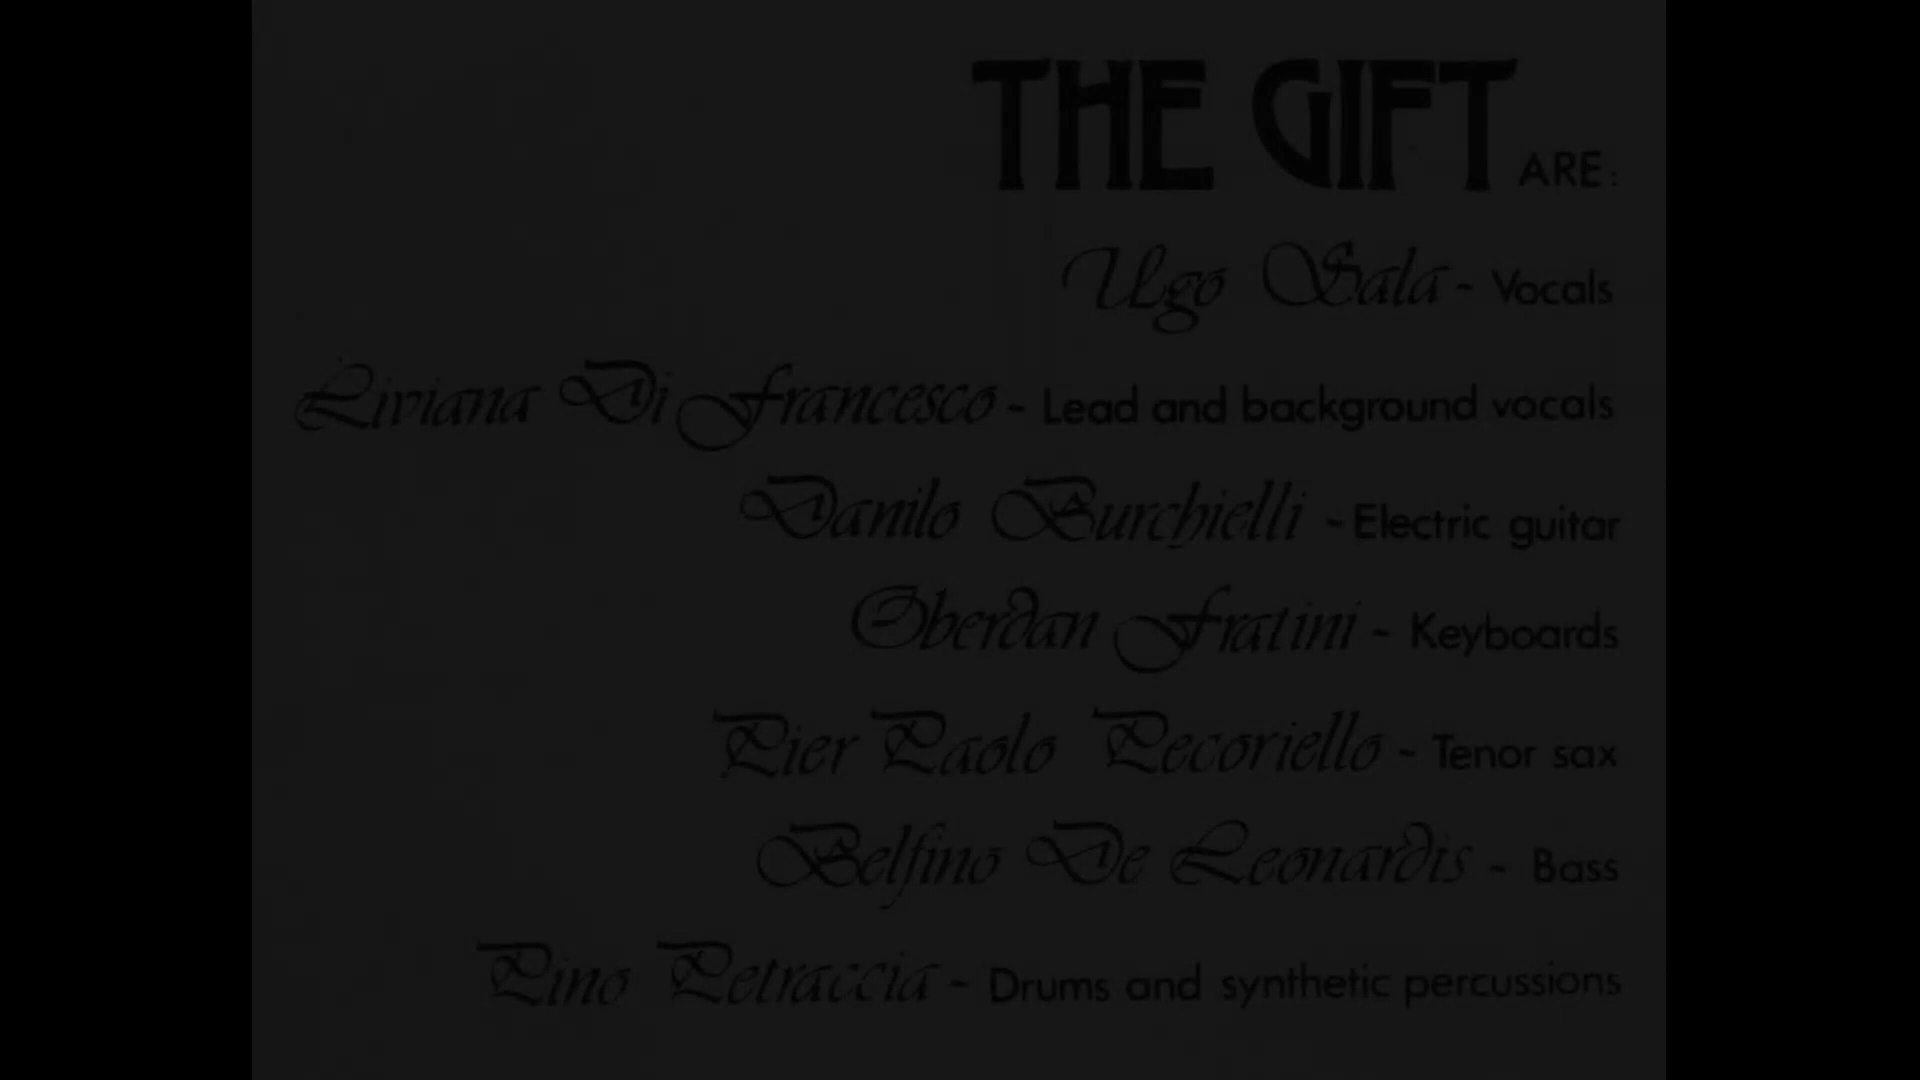 THE GIFT ARE:
Ugo Sala - Vocals
Liviana Di Francesco - Lead and background vocals
Danilo Burchielli - Electric guitar
Oberdan Fratini - Keyboards
Pier Paolo Pecoriello - Tenor sax
Belfino De Leonardis - Bass
Pino Petraccia - Drums and synthetic percussions